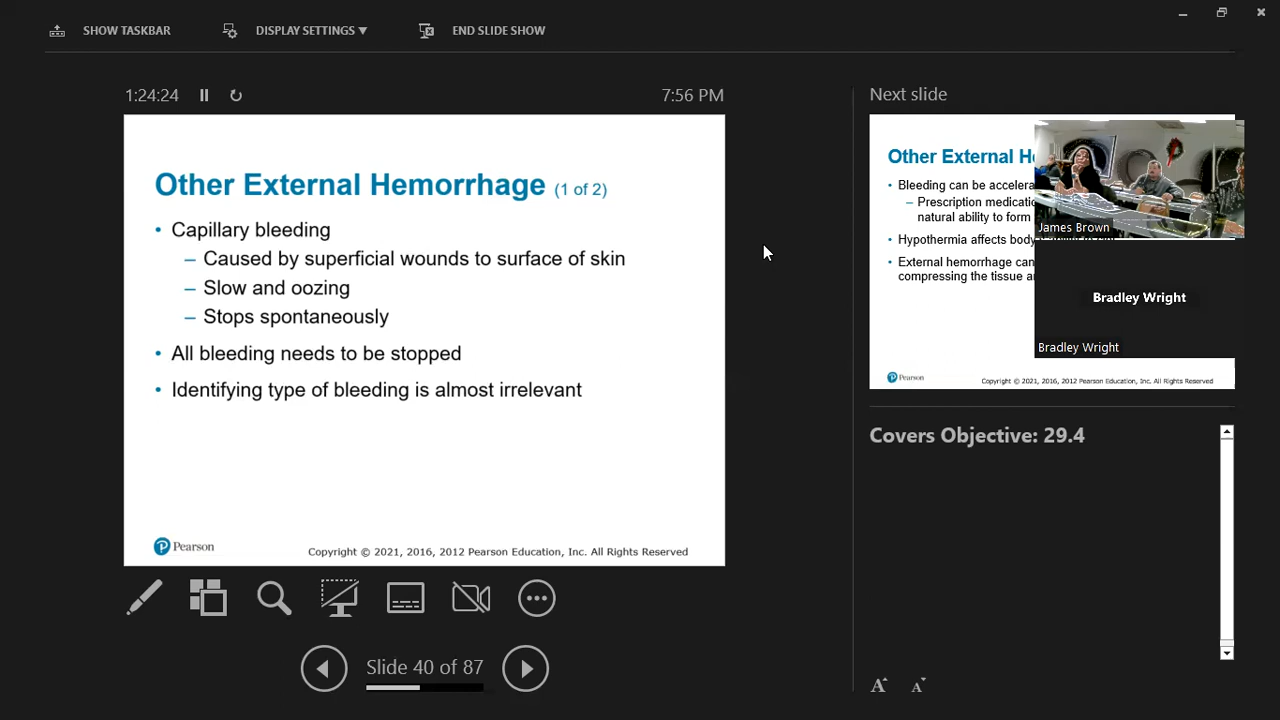 SHOW TASKBAR
DISPLAY SETTINGS ▼
END SLIDE SHOW
1:24:24
7:56 PM
Next slide
Other External Hemorrhage (1 of 2)
• Capillary bleeding
– Caused by superficial wounds to surface of skin
– Slow and oozing
– Stops spontaneously
• All bleeding needs to be stopped
• Identifying type of bleeding is almost irrelevant
Pearson
Copyright © 2021, 2016, 2012 Pearson Education, Inc. All Rights Reserved
Slide 40 of 87
Other External
• Bleeding can be
– Prescription
natural ability to form
• Hypothermia affects
• External hemorrhage can
compressing the tissue
James Brown
Bradley Wright
Bradley Wright
Pearson
Copyright © 2021, 2016, 2012 Pearson Education, Inc. All Rights Reserved
Covers Objective: 29.4
A
A